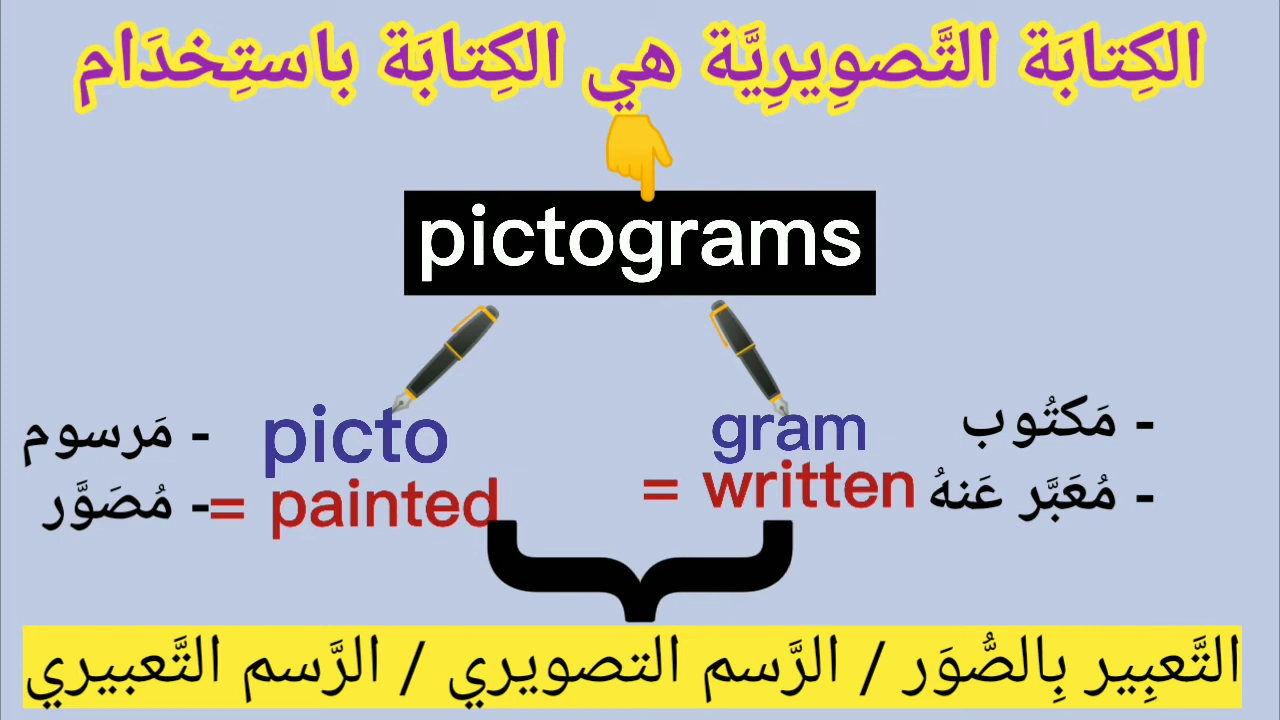 الكِتابَة التَّصوِيرِيَّة هي الكِتابَة باستِخدَام
pictograms
picto
- مَرسوم
= painted
- مُصَوَّر
gram
- مَكتُوب
= written
- مُعَبَّر عَنهُ
التَّعبِير بِالصُّوَر / الرَّسم التصويري / الرَّسم التَّعبيري